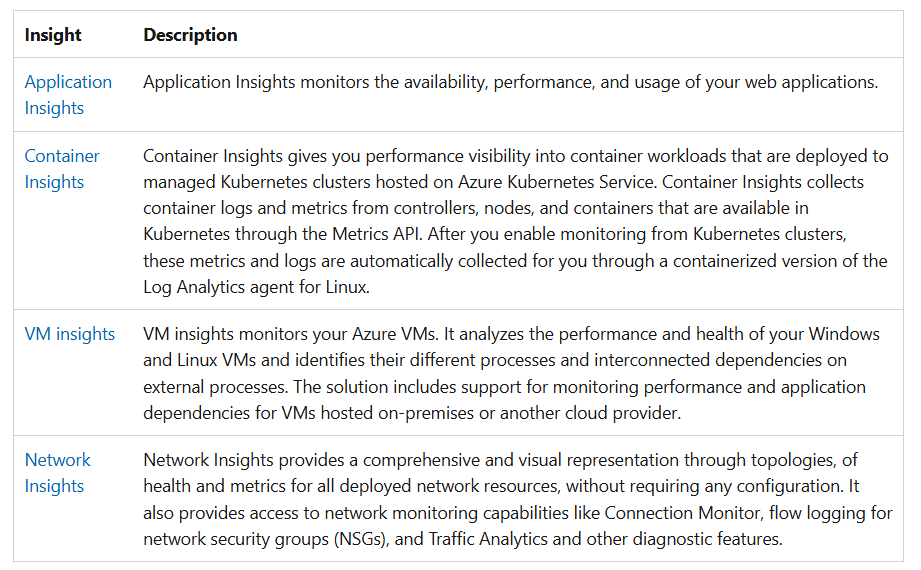 Insight Description
Application Insights Application Insights monitors the availability, performance, and usage of your web applications.
Container Insights Container Insights gives you performance visibility into container workloads that are deployed to
managed Kubernetes clusters hosted on Azure Kubernetes Service. Container Insights collects
container logs and metrics from controllers, nodes, and containers that are available in
Kubernetes through the Metrics API. After you enable monitoring from Kubernetes clusters,
these metrics and logs are automatically collected for you through a containerized version of the
Log Analytics agent for Linux.
VM insights VM insights monitors your Azure VMs. It analyzes the performance and health of your Windows
and Linux VMs and identifies their different processes and interconnected dependencies on
external processes. The solution includes support for monitoring performance and application
dependencies for VMs hosted on-premises or another cloud provider.
Network Insights Network Insights provides a comprehensive and visual representation through topologies, of
health and metrics for all deployed network resources, without requiring any configuration. It
also provides access to network monitoring capabilities like Connection Monitor, flow logging for
network security groups (NSGs), and Traffic Analytics and other diagnostic features.